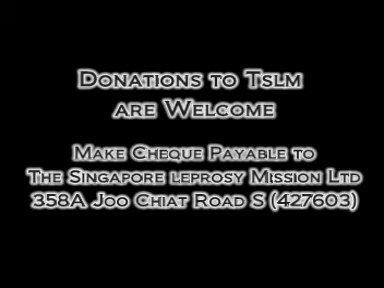 Donations to Tslm
are Welcome
Make Cheque Payable to
The Singapore leprosy Mission Ltd
358A Joo Chiat Road S (427603)